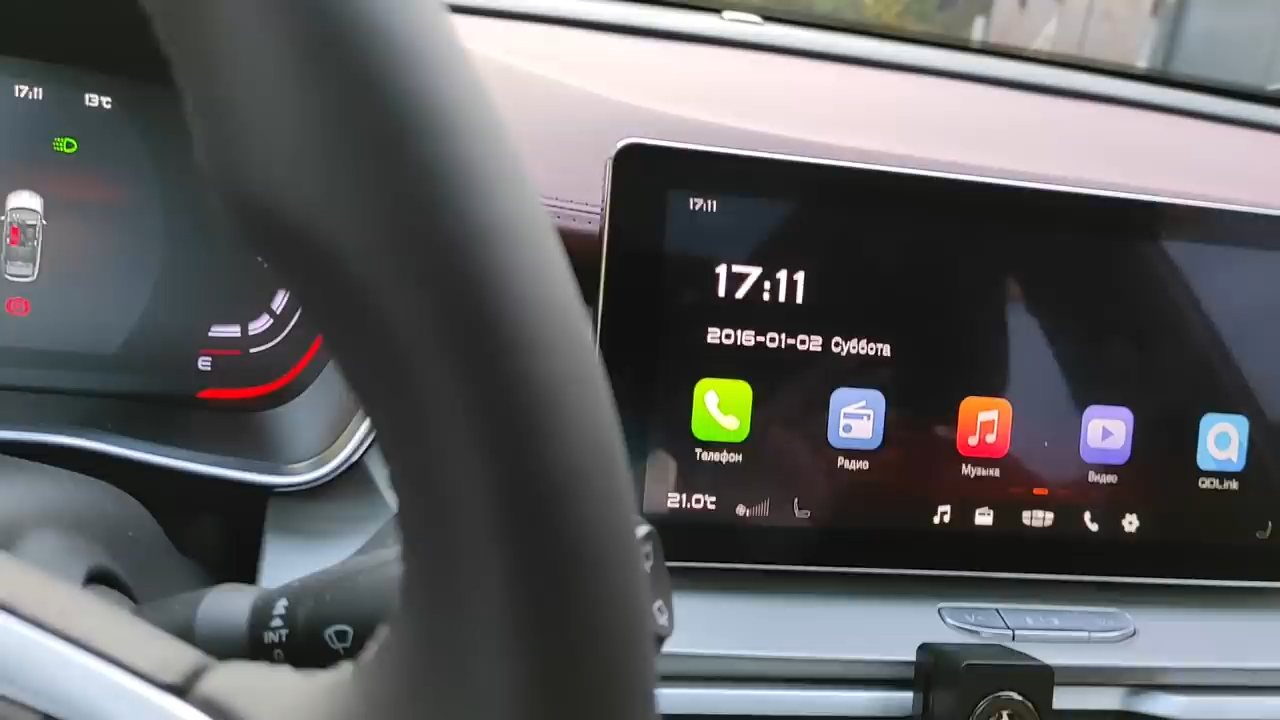 17:11 13℃
E
17:11
17:11
2016-01-02 Суббота
Телефон Радио Музыка Видео QDLink
21.0℃
INT